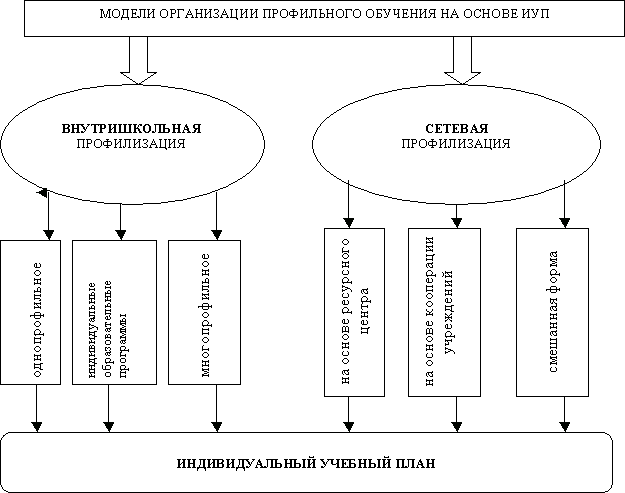 МОДЕЛИ ОРГАНИЗАЦИИ ПРОФИЛЬНОГО ОБУЧЕНИЯ НА ОСНОВЕ ИУП
ВНУТРИШКОЛЬНАЯ
ПРОФИЛИЗАЦИЯ
СЕТЕВАЯ
ПРОФИЛИЗАЦИЯ
однопрофильное
индивидуальные
образовательные
программы
многопрофильное
на основе ресурсного
центра
на основе кооперации
учреждений
смешанная форма
ИНДИВИДУАЛЬНЫЙ УЧЕБНЫЙ ПЛАН